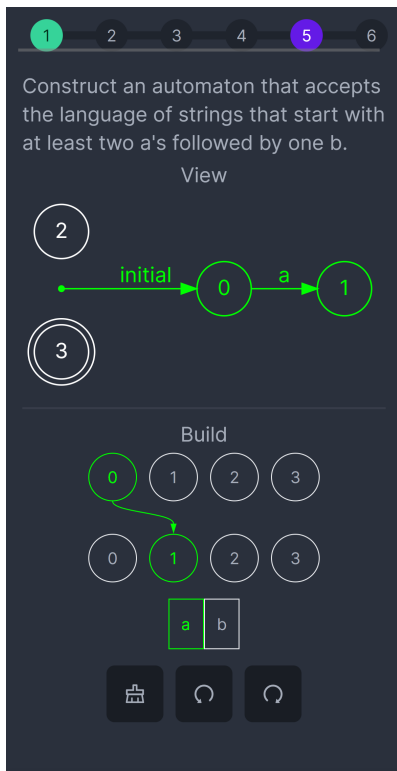 1 2 3 4 5 6
Construct an automaton that accepts
the language of strings that start with
at least two a's followed by one b.
View
2
initial 0 a 1
3
Build
0 1 2 3
0 1 2 3
a b